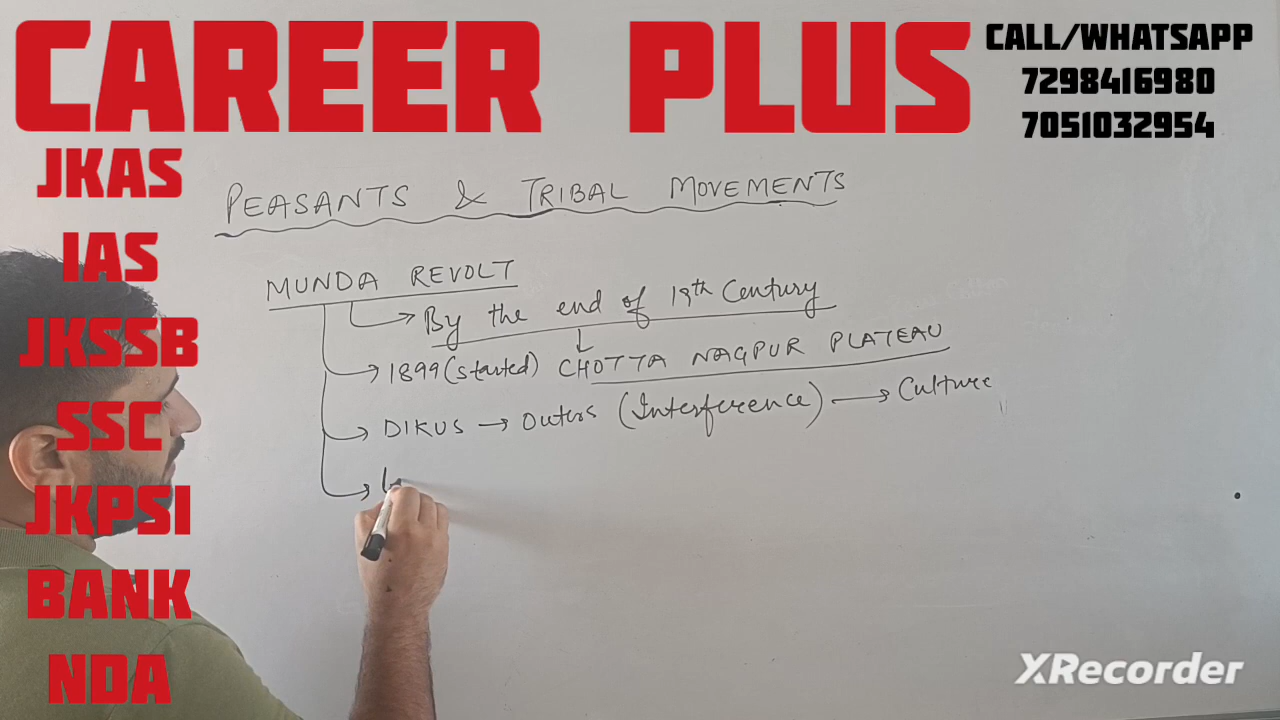 CAREER PLUS
CALL/WHATSAPP
7298416980
7051032954
JKAS
IAS
JKSSB
SSC
JKPSI
BANK
NDA
PEASANTS & TRIBAL MOVEMENTS
MUNDA REVOLT
→ By the end of 19th Century
→ 1899 (started) CHOTTA NAGPUR PLATEAU
→ DIKUS → Outers (Interference) → Culture
XRecorder